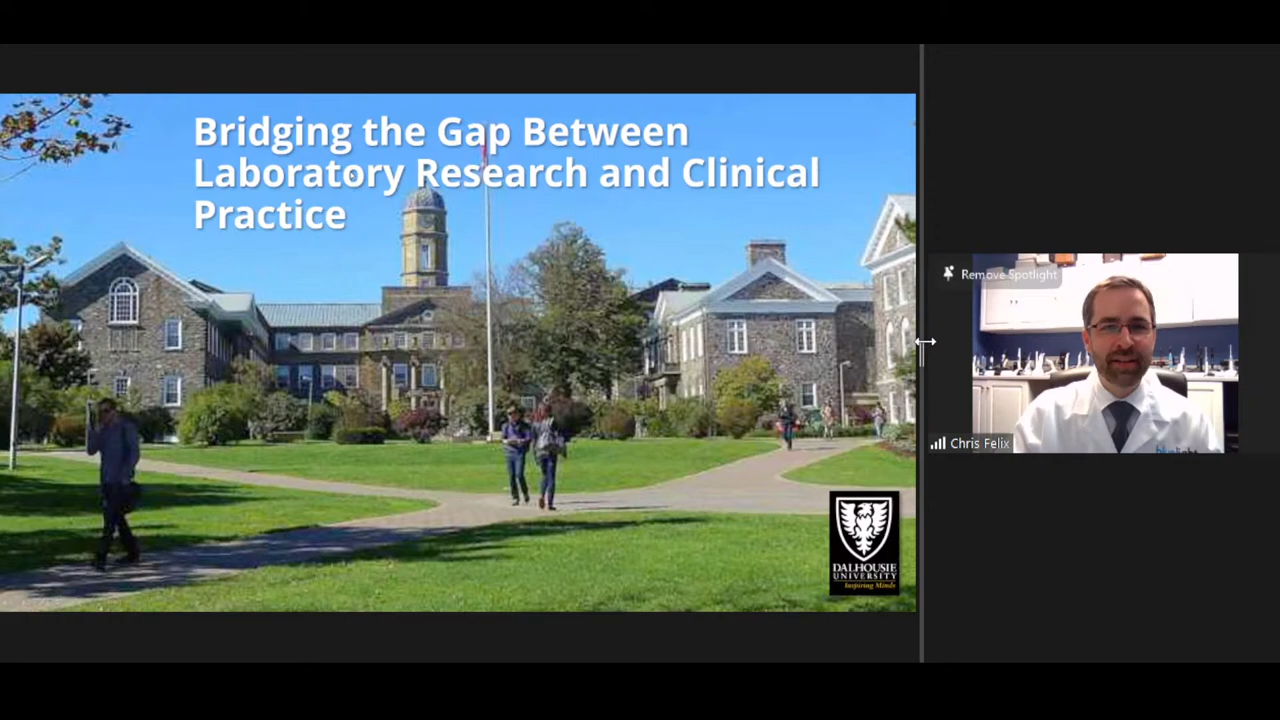 Bridging the Gap Between
Laboratory Research and Clinical
Practice
Remove Spotlight
Chris Felix
DALHOUSIE
UNIVERSITY
Inspiring Minds